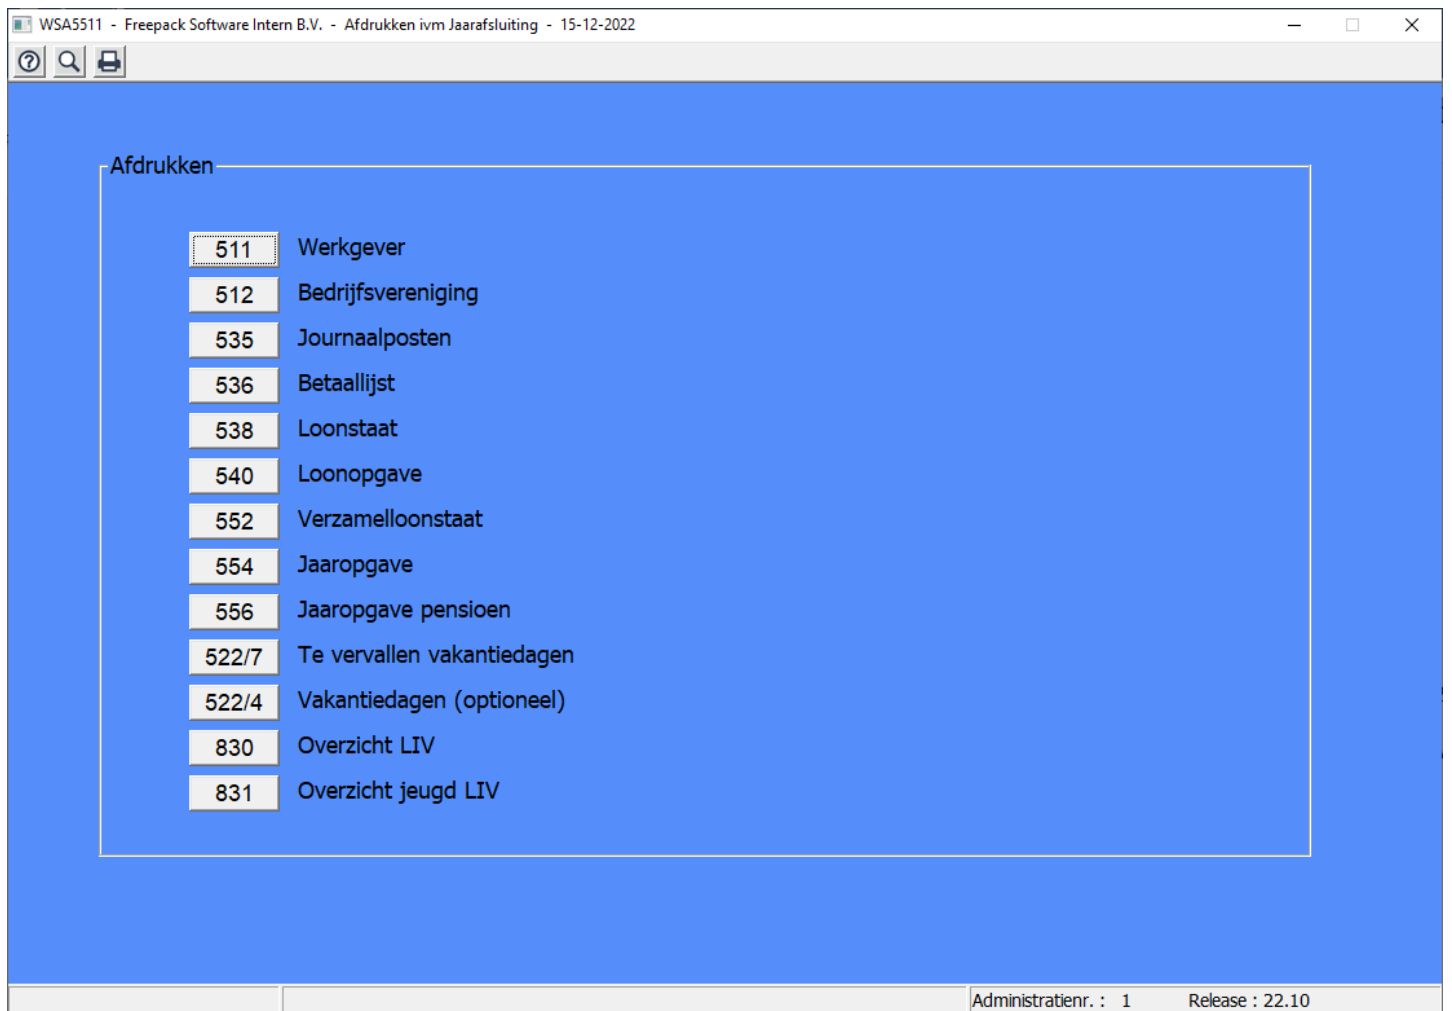 WSA5511 - Freepack Software Intern B.V. - Afdrukken ivm Jaarafsluiting - 15-12-2022
Afdrukken
511 Werkgever
512 Bedrijfsvereniging
535 Journaalposten
536 Betaallijst
538 Loonstaat
540 Loonopgave
552 Verzamelloonstaat
554 Jaaropgave
556 Jaaropgave pensioen
522/7 Te vervallen vakantiedagen
522/4 Vakantiedagen (optioneel)
830 Overzicht LIV
831 Overzicht jeugd LIV
Administratienr. : 1 Release : 22.10